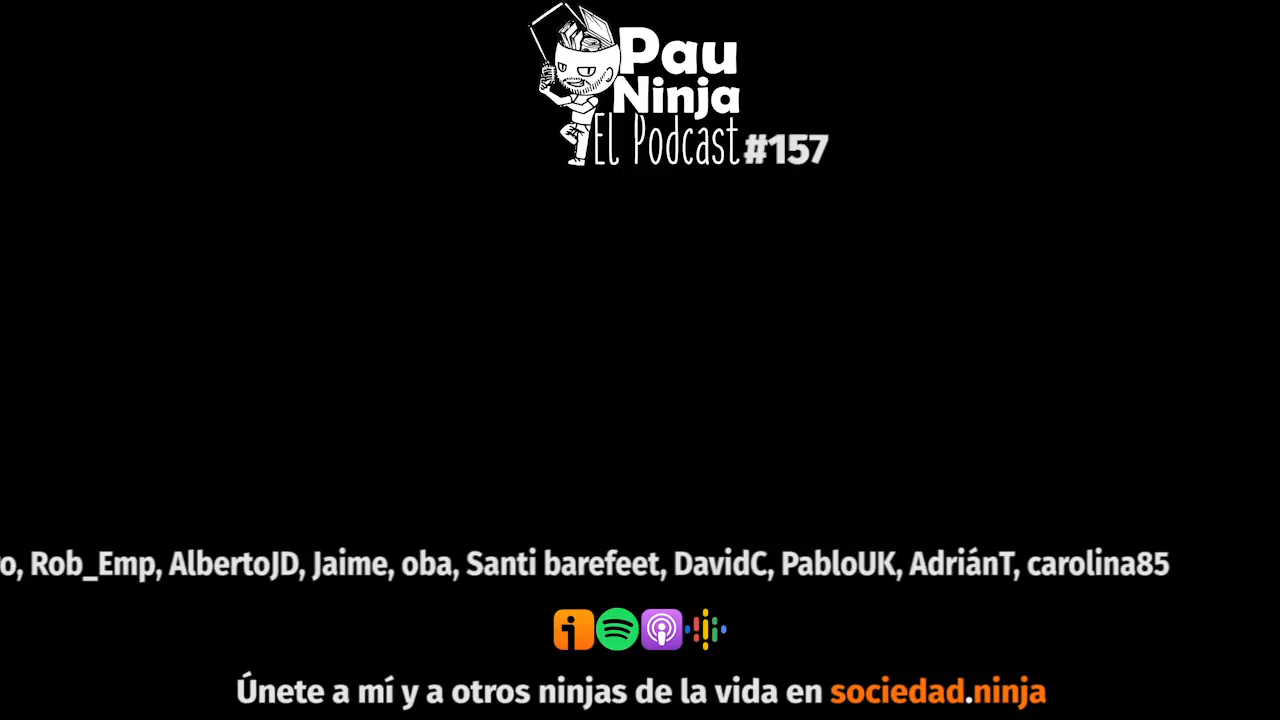 Pau
Ninja
El Podcast #157
Rob_Emp, AlbertoJD, Jaime, oba, Santi barefeet, DavidC, PabloUK, AdriánT, carolina85
Únete a mí y a otros ninjas de la vida en sociedad.ninja